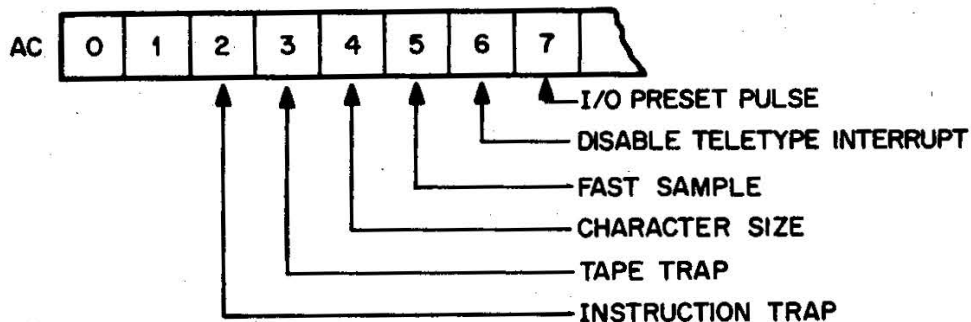 AC 0 1 2 3 4 5 6 7
I/O PRESET PULSE
DISABLE TELETYPE INTERRUPT
FAST SAMPLE
CHARACTER SIZE
TAPE TRAP
INSTRUCTION TRAP